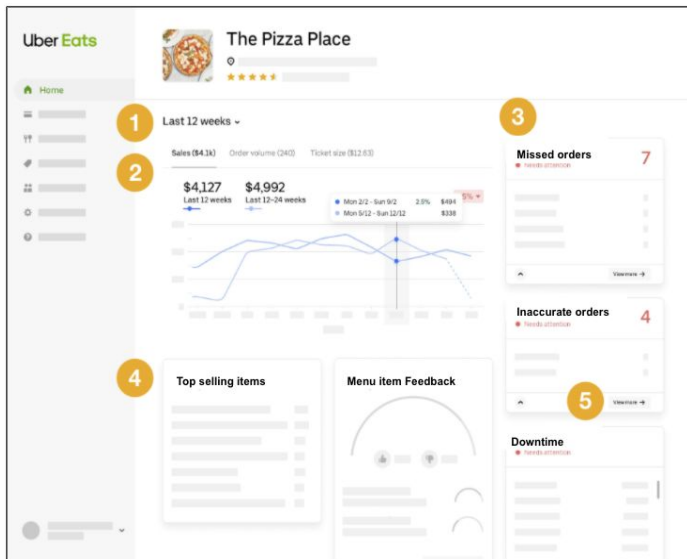 Uber Eats
The Pizza Place
Home
1
Last 12 weeks
3
Missed orders
7
Needs attention
2
Sales ($4.1k) Order volume (240) Ticket size ($12.63)
$4,127
$4,992
Last 12 weeks
Last 12–24 weeks
5%
Mon 2/2 - Sun 9/2 2.5% $494
Mon 5/12 - Sun 12/12 $338
View more →
Inaccurate orders
4
Needs attention
4
Top selling items
Menu item Feedback
5
View more →
Downtime
Needs attention